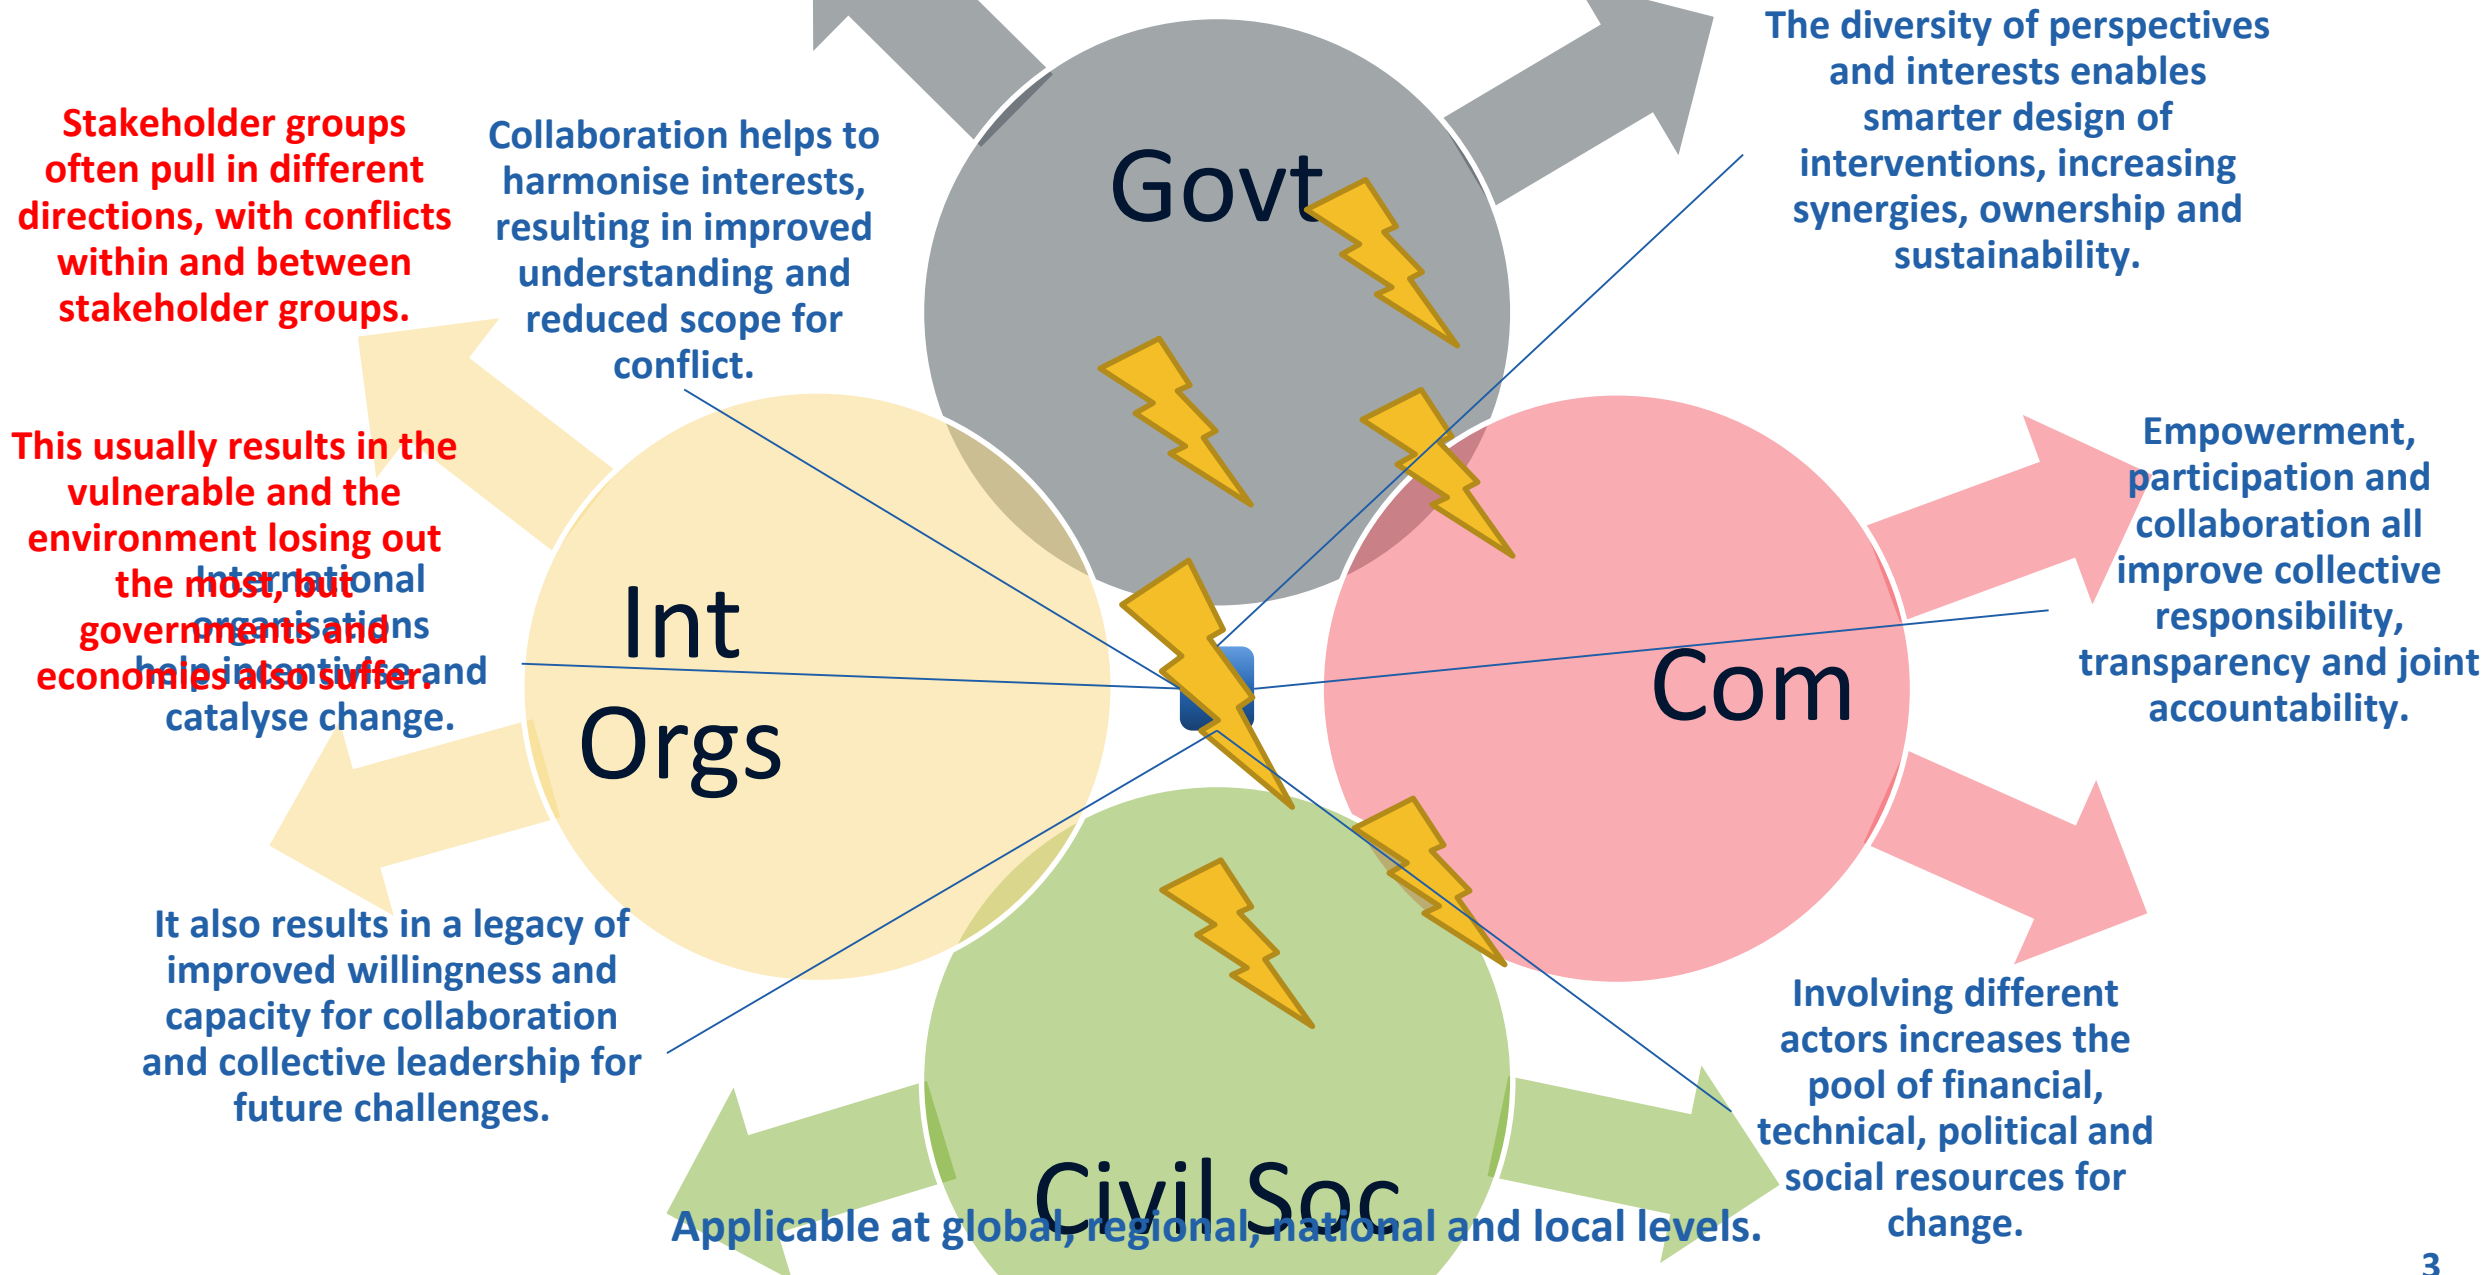 Stakeholder groups
often pull in different
directions, with conflicts
within and between
stakeholder groups.
Collaboration helps to
harmonise interests,
resulting in improved
understanding and
reduced scope for
conflict.
Govt
The diversity of perspectives
and interests enables
smarter design of
interventions, increasing
synergies, ownership and
sustainability.
This usually results in the
vulnerable and the
environment losing out
the most, but
governments and
economies also suffer.
International
organisations
help incentivise and
catalyse change.
Int
Orgs
Com
Empowerment,
participation and
collaboration all
improve collective
responsibility,
transparency and joint
accountability.
It also results in a legacy of
improved willingness and
capacity for collaboration
and collective leadership for
future challenges.
Involving different
actors increases the
pool of financial,
technical, political and
social resources for
change.
Civil Soc
Applicable at global, regional, national and local levels.
3